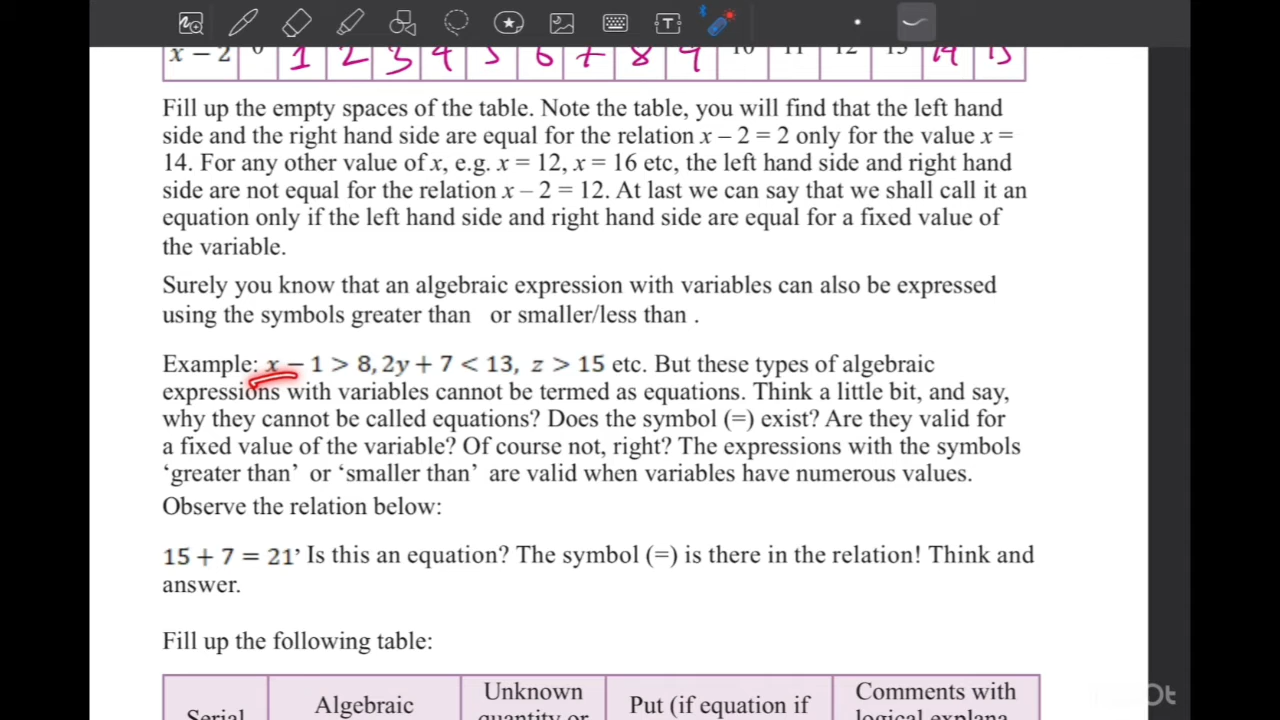 x – 2 0 1 2 3 4 5 6 7 8 9 10 11 12 13 14 15
Fill up the empty spaces of the table. Note the table, you will find that the left hand
side and the right hand side are equal for the relation x – 2 = 2 only for the value x =
14. For any other value of x, e.g. x = 12, x = 16 etc, the left hand side and right hand
side are not equal for the relation x – 2 = 12. At last we can say that we shall call it an
equation only if the left hand side and right hand side are equal for a fixed value of
the variable.
Surely you know that an algebraic expression with variables can also be expressed
using the symbols greater than or smaller/less than .
Example: x − 1 > 8, 2y + 7 < 13, z > 15 etc. But these types of algebraic
expressions with variables cannot be termed as equations. Think a little bit, and say,
why they cannot be called equations? Does the symbol (=) exist? Are they valid for
a fixed value of the variable? Of course not, right? The expressions with the symbols
‘greater than’ or ‘smaller than’ are valid when variables have numerous values.
Observe the relation below:
15 + 7 = 21’ Is this an equation? The symbol (=) is there in the relation! Think and
answer.
Fill up the following table:
Serial
Algebraic
Unknown
quantity or
Put (if equation if
Comments with
logical explana